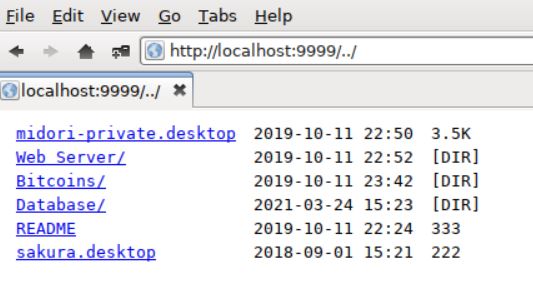 File Edit View Go Tabs Help
http://localhost:9999/../
localhost:9999/../
midori-private.desktop 2019-10-11 22:50 3.5K
Web Server/ 2019-10-11 22:52 [DIR]
Bitcoins/ 2019-10-11 23:42 [DIR]
Database/ 2021-03-24 15:23 [DIR]
README 2019-10-11 22:24 333
sakura.desktop 2018-09-01 15:21 222